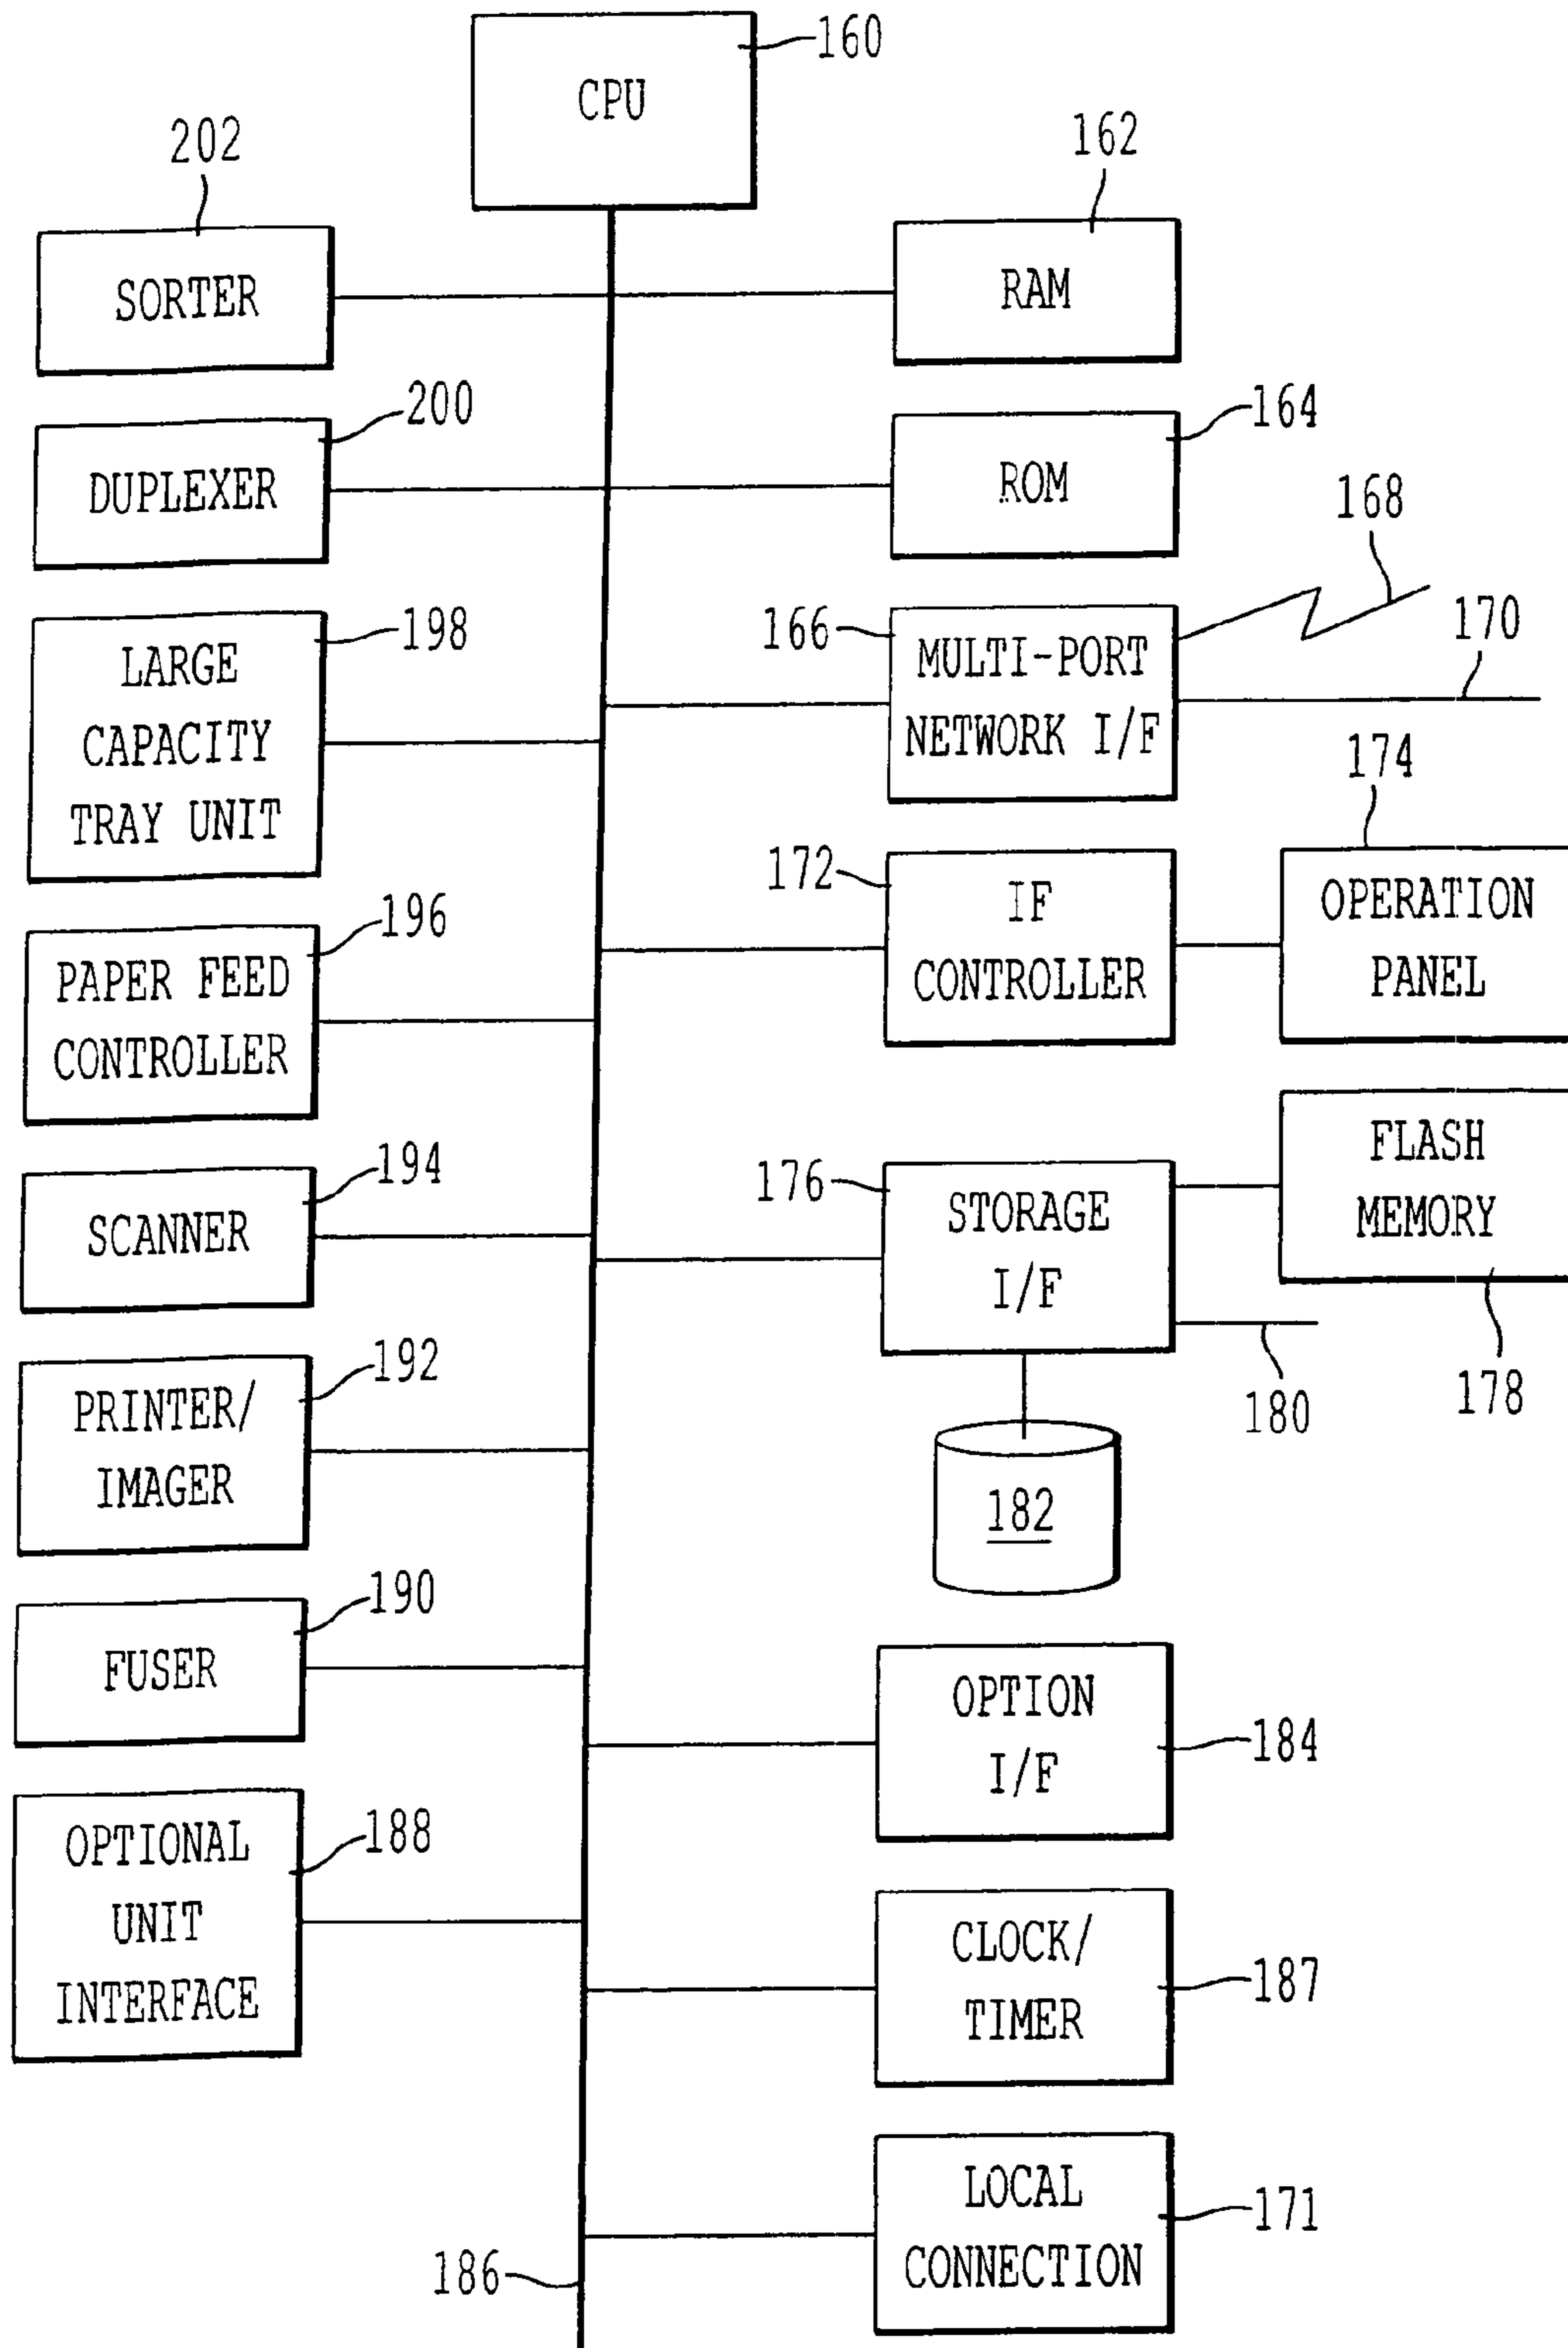 160
CPU
202
162
SORTER
RAM
200
164
DUPLEXER
ROM
168
198
166
170
LARGE
CAPACITY
TRAY UNIT
MULTI-PORT
NETWORK I/F
174
172
196
IF
CONTROLLER
OPERATION
PANEL
PAPER FEED
CONTROLLER
194
176
SCANNER
STORAGE
I/F
FLASH
MEMORY
192
180
178
PRINTER/
IMAGER
182
190
FUSER
OPTION
I/F
184
188
OPTIONAL
UNIT
INTERFACE
CLOCK/
TIMER
187
LOCAL
CONNECTION
171
186